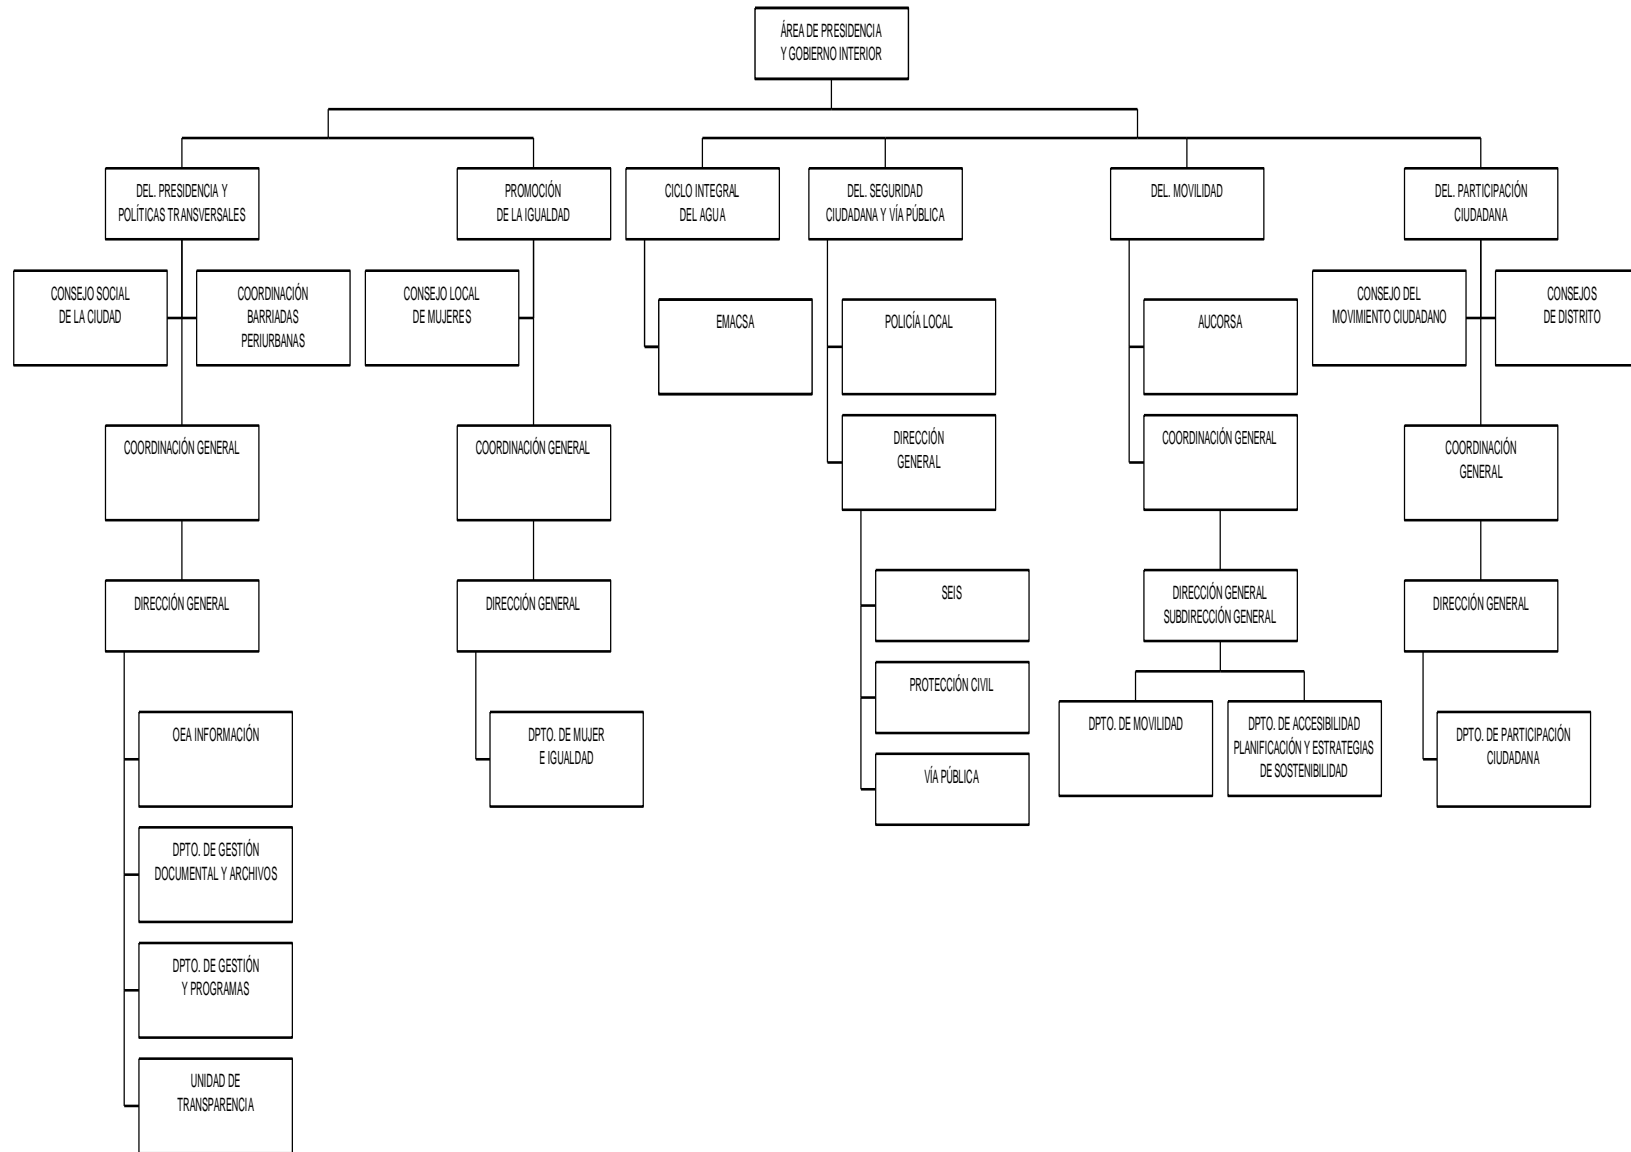 ÁREA DE PRESIDENCIA
Y GOBIERNO INTERIOR
DEL. PRESIDENCIA Y
POLÍTICAS TRANSVERSALES
PROMOCIÓN
DE LA IGUALDAD
CICLO INTEGRAL
DEL AGUA
DEL. SEGURIDAD
CIUDADANA Y VÍA PÚBLICA
DEL. MOVILIDAD
DEL. PARTICIPACIÓN
CIUDADANA
CONSEJO SOCIAL
DE LA CIUDAD
COORDINACIÓN
BARRIADAS
PERIURBANAS
CONSEJO LOCAL
DE MUJERES
EMACSA
POLICÍA LOCAL
AUCORSA
CONSEJO DEL
MOVIMIENTO CIUDADANO
CONSEJOS
DE DISTRITO
COORDINACIÓN GENERAL
COORDINACIÓN GENERAL
DIRECCIÓN
GENERAL
COORDINACIÓN GENERAL
COORDINACIÓN
GENERAL
DIRECCIÓN GENERAL
DIRECCIÓN GENERAL
SEIS
DIRECCIÓN GENERAL
SUBDIRECCIÓN GENERAL
DIRECCIÓN GENERAL
PROTECCIÓN CIVIL
OEA INFORMACIÓN
DPTO. DE MUJER
E IGUALDAD
VÍA PÚBLICA
DPTO. DE MOVILIDAD
DPTO. DE ACCESIBILIDAD
PLANIFICACIÓN Y ESTRATEGIAS
DE SOSTENIBILIDAD
DPTO. DE PARTICIPACIÓN
CIUDADANA
DPTO. DE GESTIÓN
DOCUMENTAL Y ARCHIVOS
DPTO. DE GESTIÓN
Y PROGRAMAS
UNIDAD DE
TRANSPARENCIA